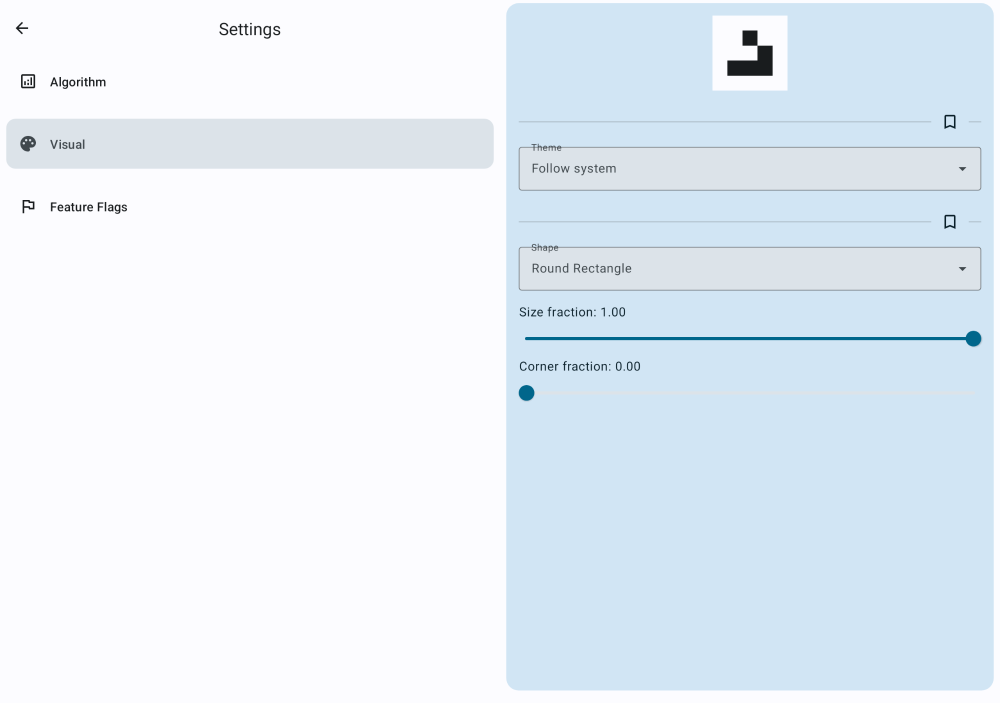 Settings
Algorithm
Visual
Feature Flags
Theme
Follow system
Shape
Round Rectangle
Size fraction: 1.00
Corner fraction: 0.00